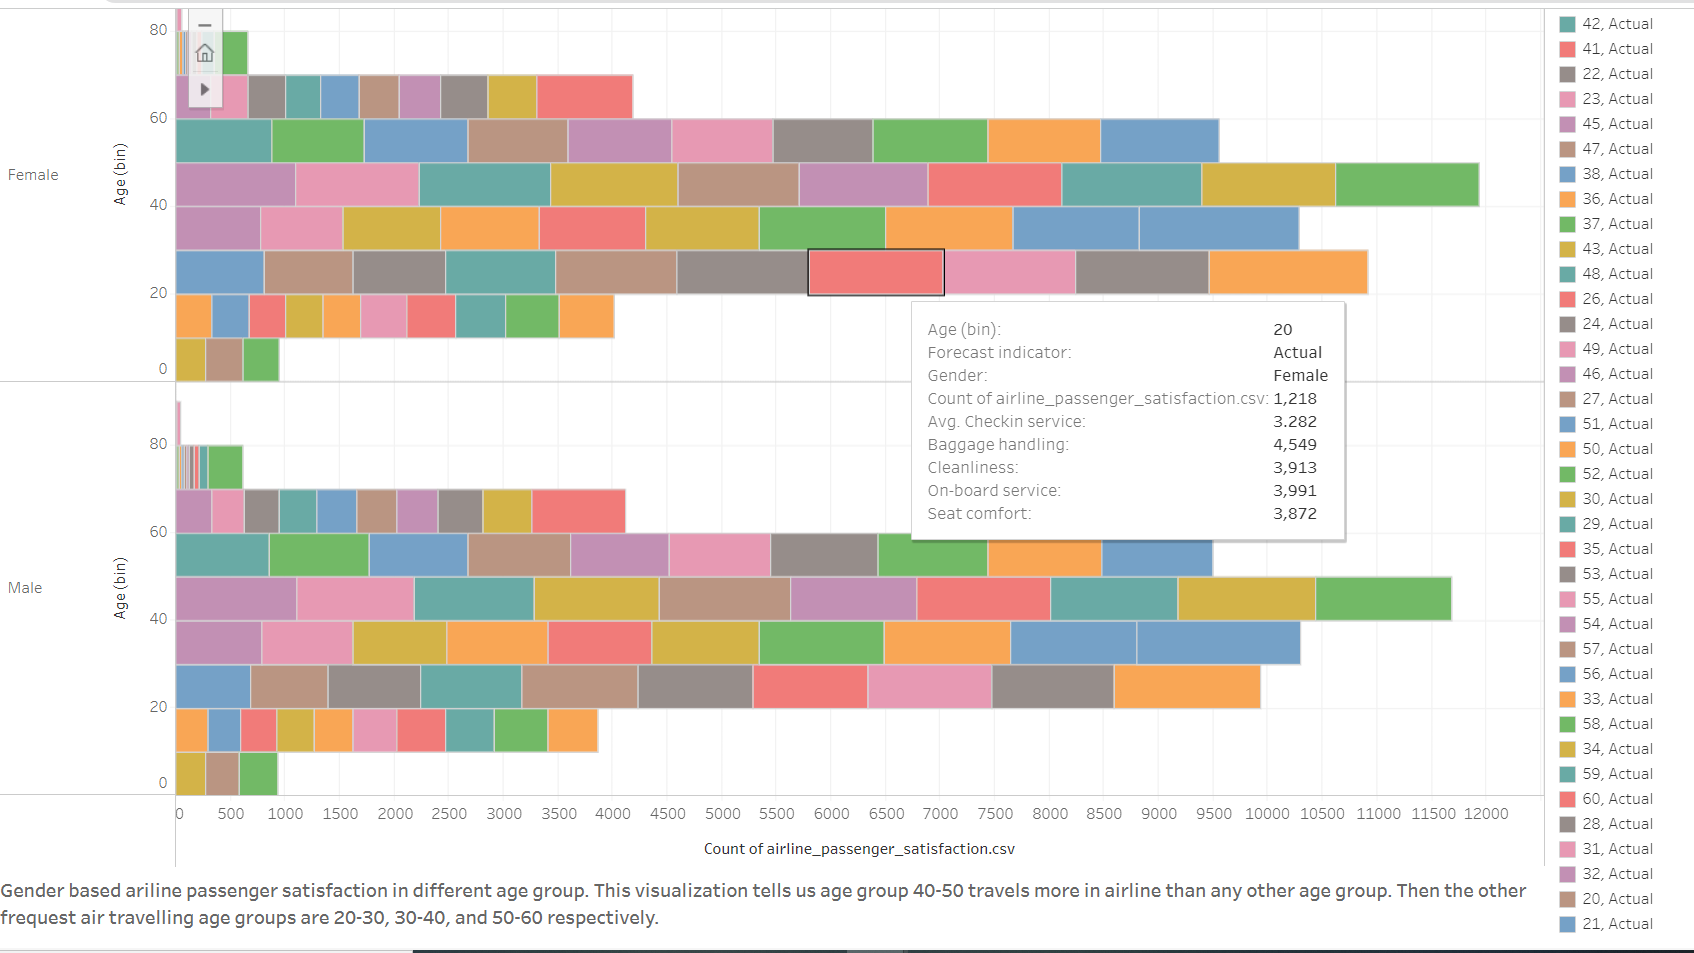 80
60
40
20
0
Female
Age (bin)
80
60
40
20
0
Male
Age (bin)
Age (bin): 20
Forecast indicator: Actual
Gender: Female
Count of airline_passenger_satisfaction.csv: 1,218
Avg. Checkin service: 3.282
Baggage handling: 4,549
Cleanliness: 3,913
On-board service: 3,991
Seat comfort: 3,872
0 500 1000 1500 2000 2500 3000 3500 4000 4500 5000 5500 6000 6500 7000 7500 8000 8500 9000 9500 10000 10500 11000 11500 12000
Count of airline_passenger_satisfaction.csv
42, Actual
41, Actual
22, Actual
23, Actual
45, Actual
47, Actual
38, Actual
36, Actual
37, Actual
43, Actual
48, Actual
26, Actual
24, Actual
49, Actual
46, Actual
27, Actual
51, Actual
50, Actual
52, Actual
30, Actual
29, Actual
35, Actual
53, Actual
55, Actual
54, Actual
57, Actual
56, Actual
33, Actual
58, Actual
34, Actual
59, Actual
60, Actual
28, Actual
31, Actual
32, Actual
20, Actual
21, Actual
Gender based ariline passenger satisfaction in different age group. This visualization tells us age group 40-50 travels more in airline than any other age group. Then the other
frequest air travelling age groups are 20-30, 30-40, and 50-60 respectively.